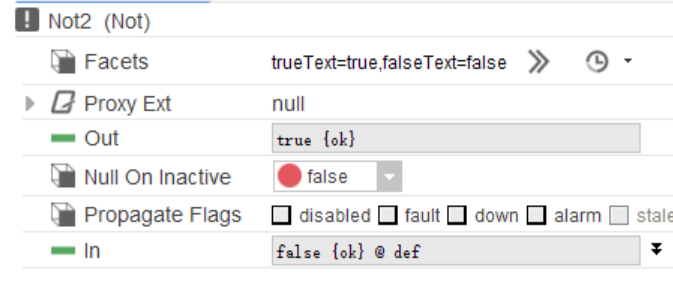 Not2 (Not)
Facets trueText=true,falseText=false
Proxy Ext null
Out true {ok}
Null On Inactive false
Propagate Flags disabled fault down alarm stale
In false {ok} @ def